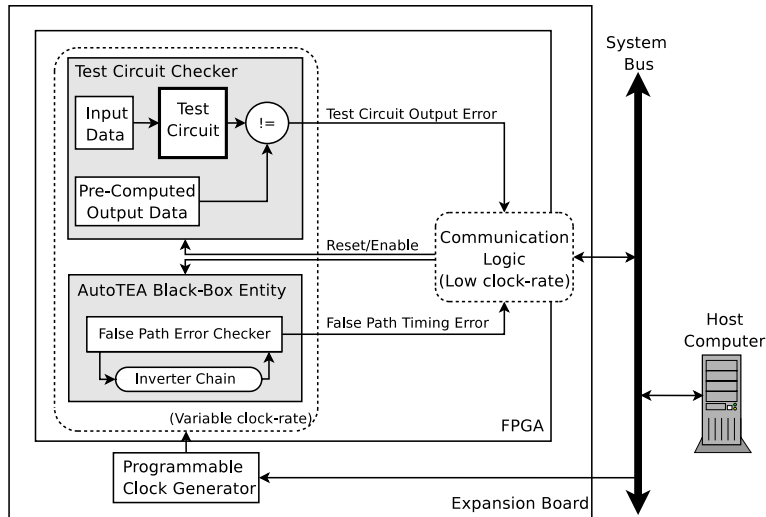 System
Bus
Test Circuit Checker
Input
Data
Test
Circuit
!=
Test Circuit Output Error
Pre-Computed
Output Data
Reset/Enable
Communication
Logic
(Low clock-rate)
AutoTEA Black-Box Entity
False Path Error Checker
False Path Timing Error
Inverter Chain
Host
Computer
(Variable clock-rate)
FPGA
Programmable
Clock Generator
Expansion Board